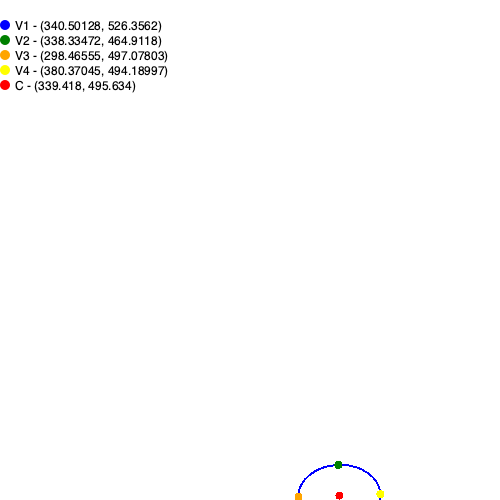 V1 - (340.50128, 526.3562)
V2 - (338.33472, 464.9118)
V3 - (298.46555, 497.07803)
V4 - (380.37045, 494.18997)
C - (339.418, 495.634)